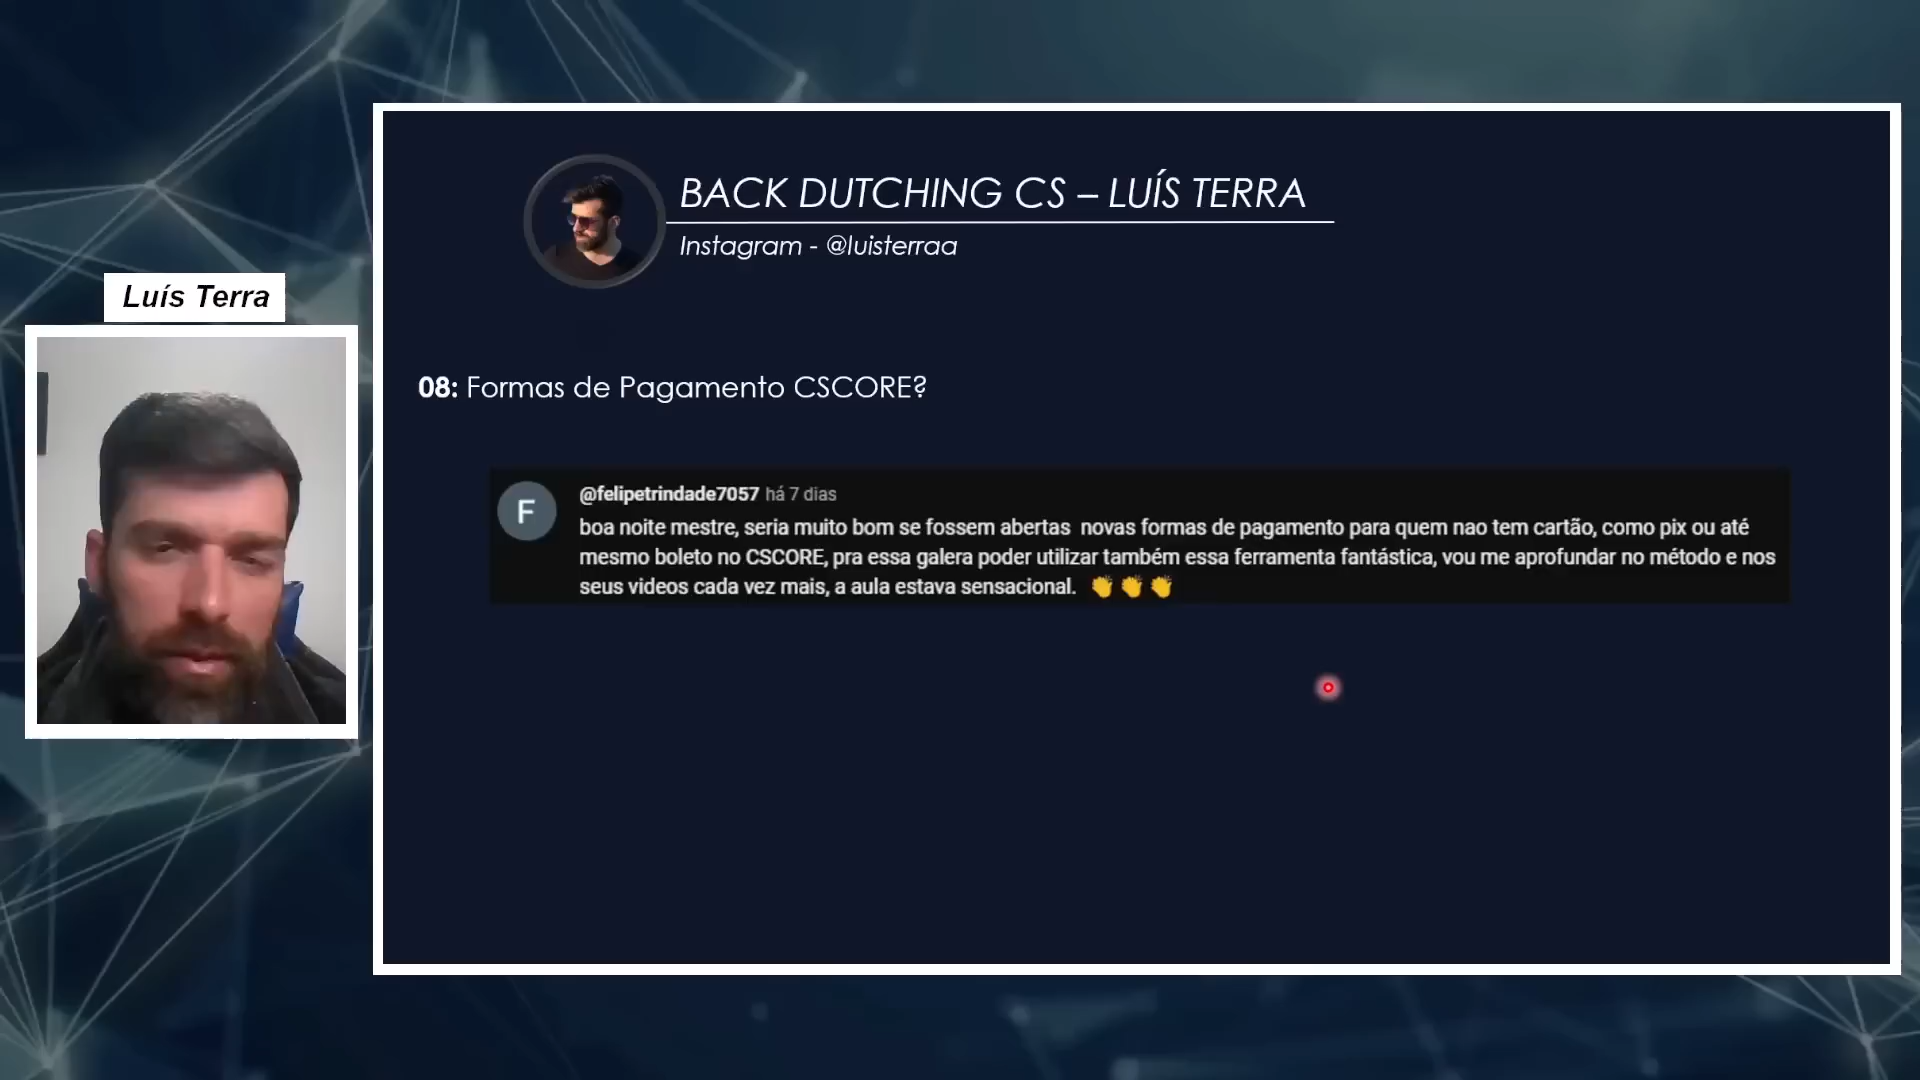 BACK DUTCHING CS – LUÍS TERRA
Instagram - @luisterraa
Luís Terra
08: Formas de Pagamento CSCORE?
F
@felipetrindade7057 há 7 dias
boa noite mestre, seria muito bom se fossem abertas novas formas de pagamento para quem nao tem cartão, como pix ou até
mesmo boleto no CSCORE, pra essa galera poder utilizar também essa ferramenta fantástica, vou me aprofundar no método e nos
seus videos cada vez mais, a aula estava sensacional. 👏👏👏